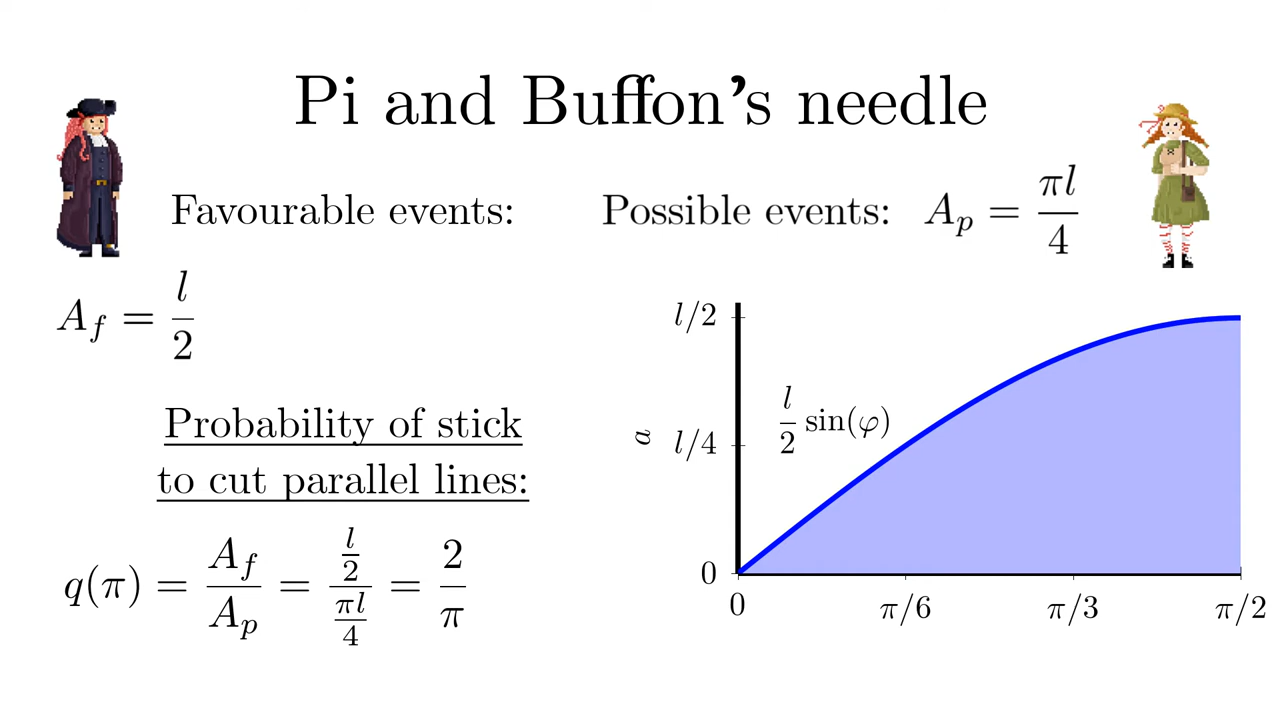 Pi and Buffon's needle
Favourable events:
Possible events: A_p = πl/4
A_f = l/2
Probability of stick
to cut parallel lines:
q(π) = A_f/A_p = (l/2)/(πl/4) = 2/π
l/2
l/2 sin(φ)
a
l/4
0
0 π/6 π/3 π/2